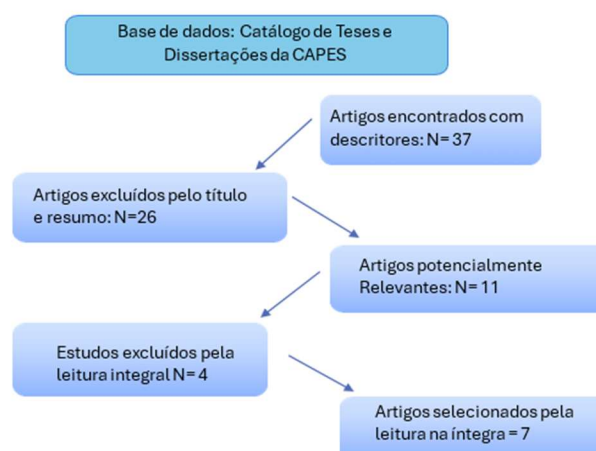 Base de dados: Catálogo de Teses e
Dissertações da CAPES
Artigos encontrados com
descritores: N= 37
Artigos excluídos pelo título
e resumo: N=26
Artigos potencialmente
Relevantes: N= 11
Estudos excluídos pela
leitura integral N= 4
Artigos selecionados pela
leitura na íntegra = 7